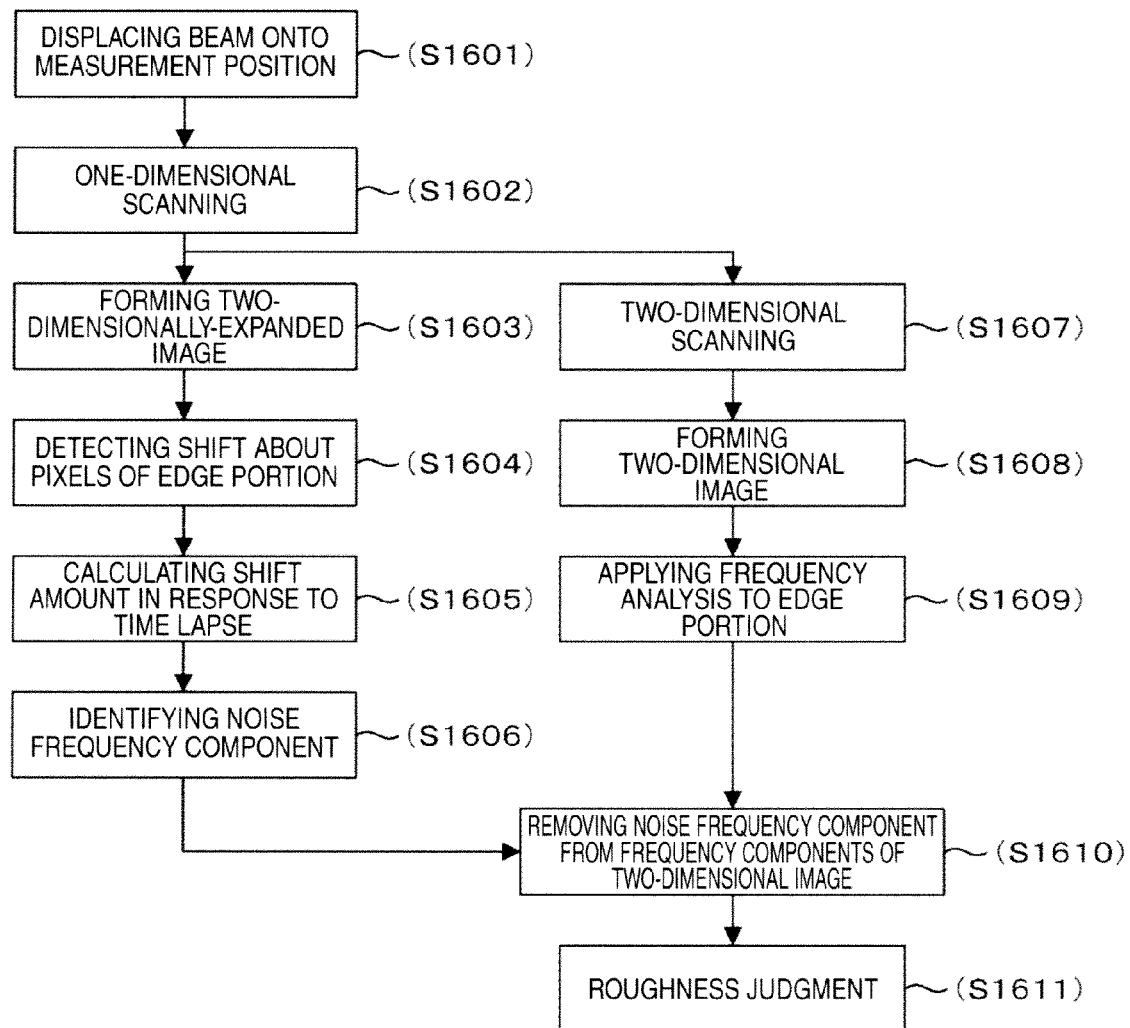 DISPLACING BEAM ONTO
MEASUREMENT POSITION
(S1601)
ONE-DIMENSIONAL
SCANNING
(S1602)
FORMING TWO-
DIMENSIONALLY-EXPANDED
IMAGE
(S1603)
DETECTING SHIFT ABOUT
PIXELS OF EDGE PORTION
(S1604)
CALCULATING SHIFT
AMOUNT IN RESPONSE TO
TIME LAPSE
(S1605)
IDENTIFYING NOISE
FREQUENCY COMPONENT
(S1606)
TWO-DIMENSIONAL
SCANNING
(S1607)
FORMING
TWO-DIMENSIONAL
IMAGE
(S1608)
APPLYING FREQUENCY
ANALYSIS TO EDGE
PORTION
(S1609)
REMOVING NOISE FREQUENCY COMPONENT
FROM FREQUENCY COMPONENTS OF
TWO-DIMENSIONAL IMAGE
(S1610)
ROUGHNESS JUDGMENT
(S1611)